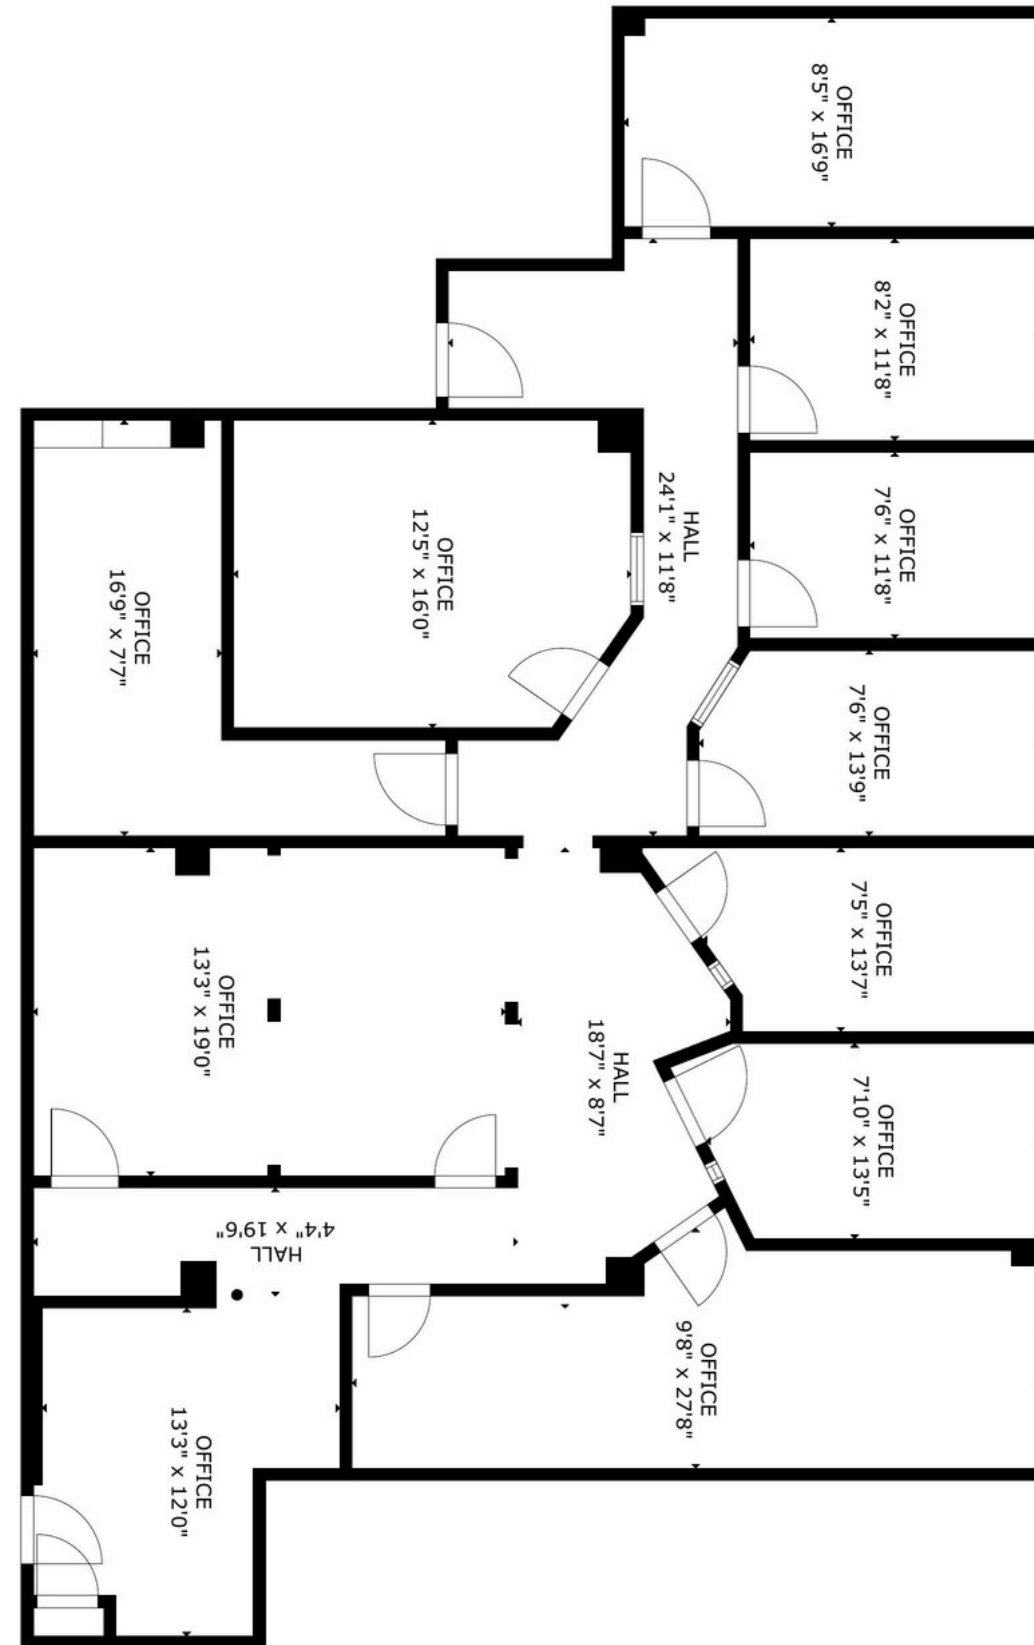 OFFICE
8'5" x 16'9"
OFFICE
8'2" x 11'8"
OFFICE
7'6" x 11'8"
HALL
24'1" x 11'8"
OFFICE
12'5" x 16'0"
OFFICE
16'9" x 7'7"
OFFICE
7'6" x 13'9"
OFFICE
7'5" x 13'7"
OFFICE
13'3" x 19'0"
HALL
18'7" x 8'7"
OFFICE
7'10" x 13'5"
HALL
4'4" x 19'6"
OFFICE
9'8" x 27'8"
OFFICE
13'3" x 12'0"